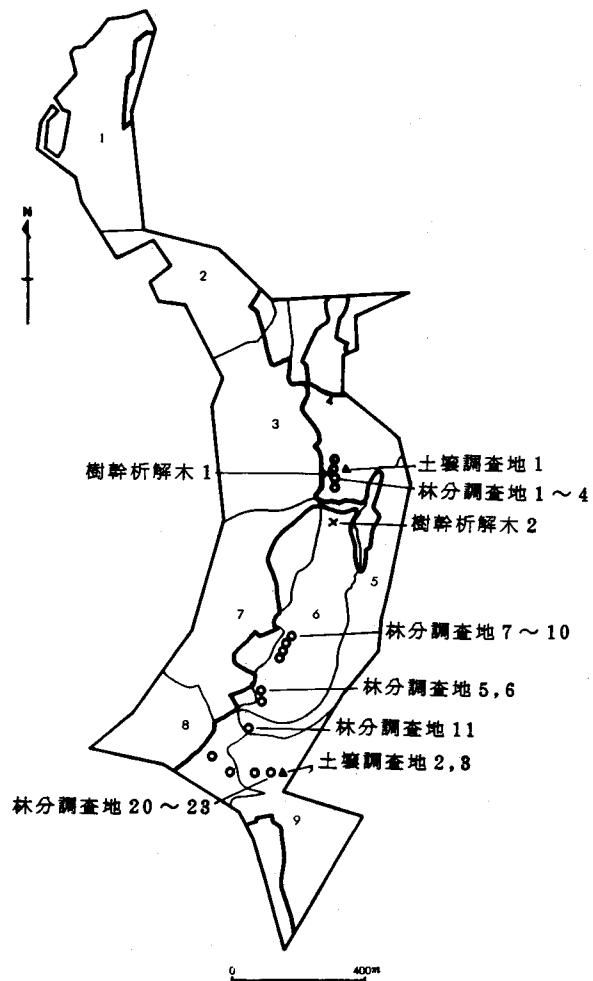 1
N
2
3
4
樹幹析解木 1
土壌調査地 1
林分調査地 1 ~ 4
樹幹析解木 2
5
7
6
林分調査地 7 ~ 10
林分調査地 5,6
8
林分調査地 11
土壌調査地 2,3
林分調査地 20 ~ 23
9
0 400m